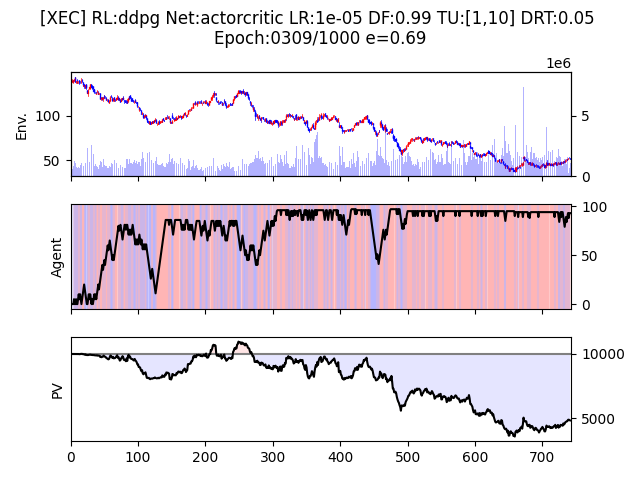 [XEC] RL:ddpg Net:actorcritic LR:1e-05 DF:0.99 TU:[1,10] DRT:0.05
Epoch:0309/1000 e=0.69
1e6
Env.
100
50
5
0
Agent
100
50
0
PV
10000
5000
0 100 200 300 400 500 600 700